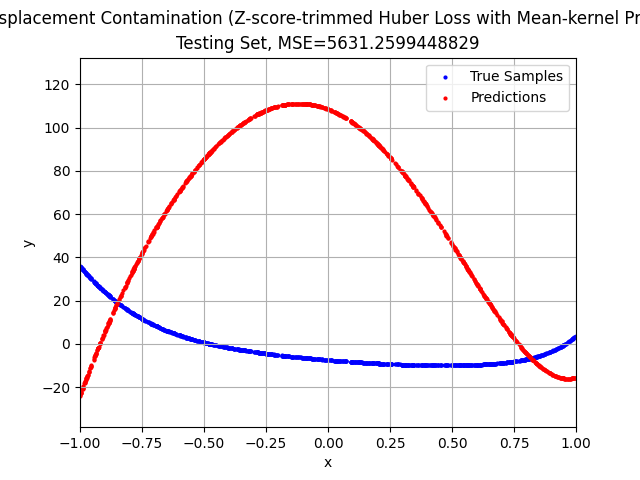 splacement Contamination (Z-score-trimmed Huber Loss with Mean-kernel Pr
Testing Set, MSE=5631.2599448829
True Samples
Predictions
120
100
80
60
40
20
0
−20
y
−1.00 −0.75 −0.50 −0.25 0.00 0.25 0.50 0.75 1.00
x